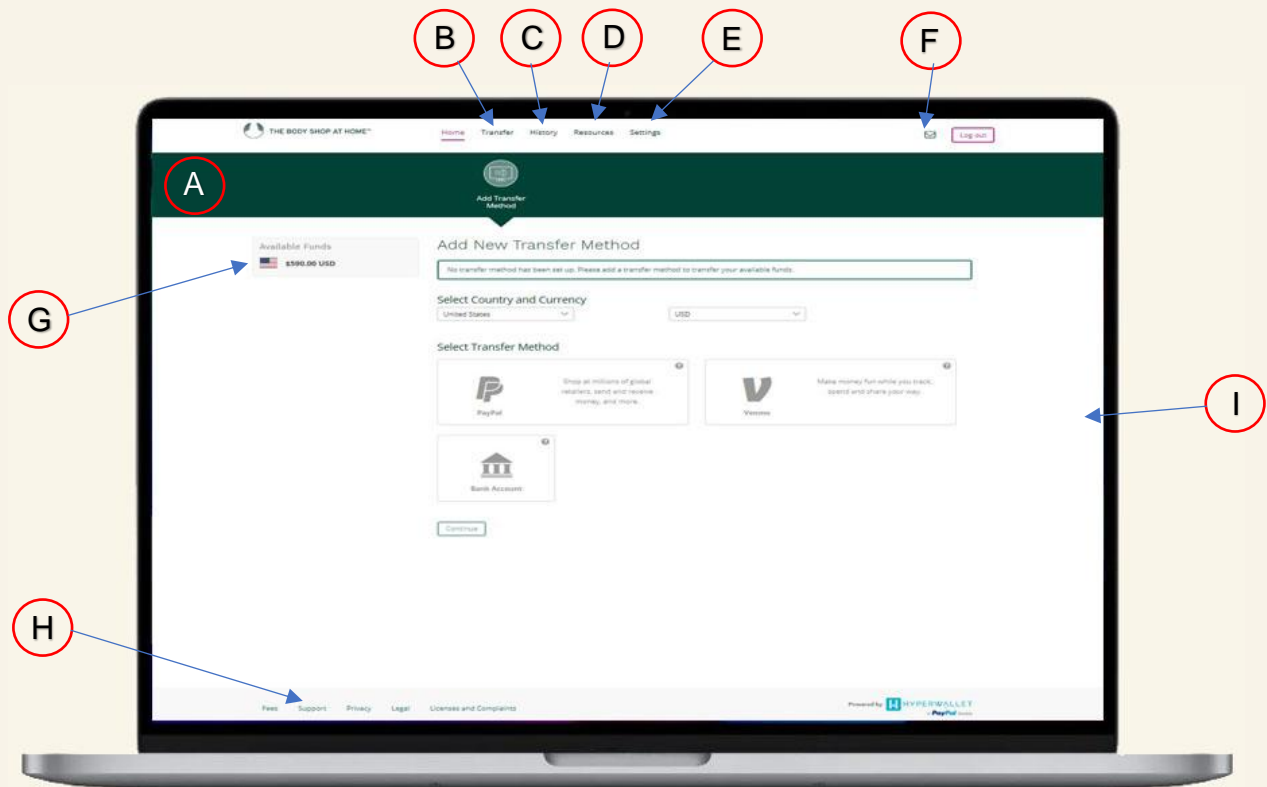 B C D E F
THE BODY SHOP AT HOME™ Home Transfer History Resources Settings Log out
A
Add Transfer
Method
Available Funds
$590.00 USD
Add New Transfer Method
No transfer method has been set up. Please add a transfer method to transfer your available funds.
G
Select Country and Currency
United States USD
Select Transfer Method
PayPal
Shop at millions of global
retailers, send and receive
money, and more.
Venmo
Make money fun while you track,
spend and share your way.
I
Bank Account
Continue
H
Fees Support Privacy Legal Licenses and Complaints
Powered by HYPERWALLET
PayPal